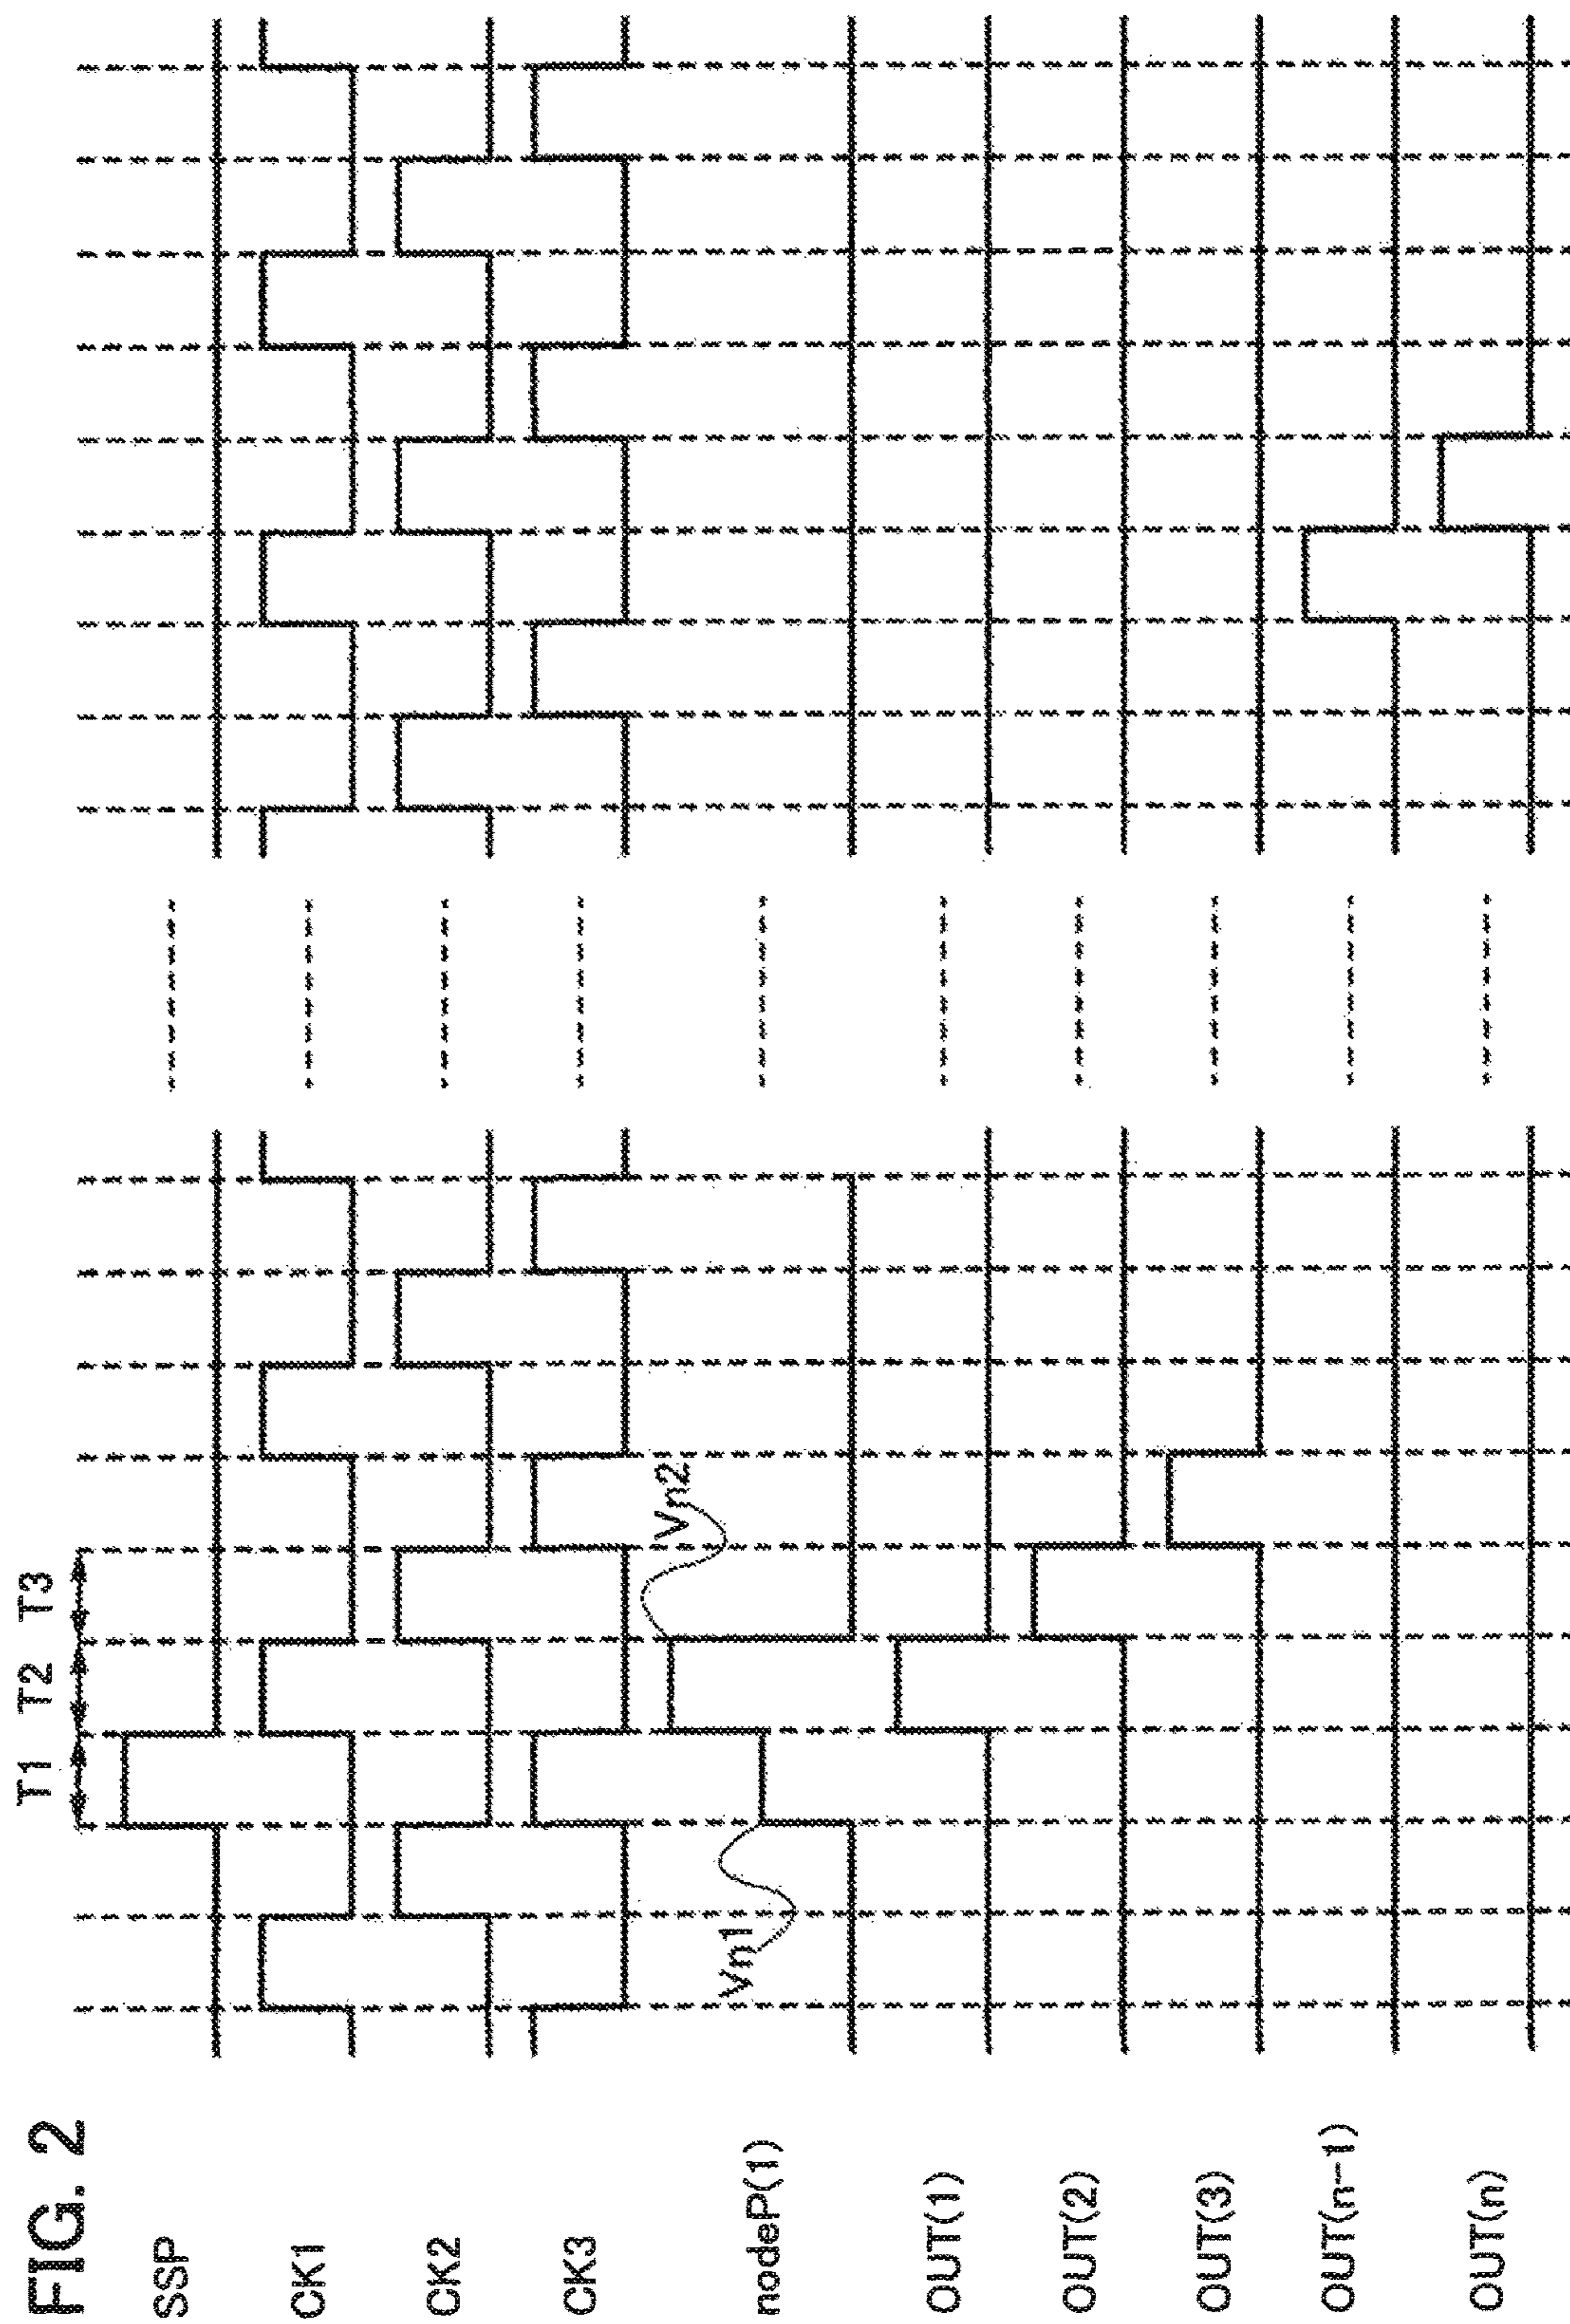 FIG. 2
T1 T2 T3
SSP
CK1
CK2
CK3
Vn1
Vn2
nodeP(1)
OUT(1)
OUT(2)
OUT(3)
OUT(n-1)
OUT(n)